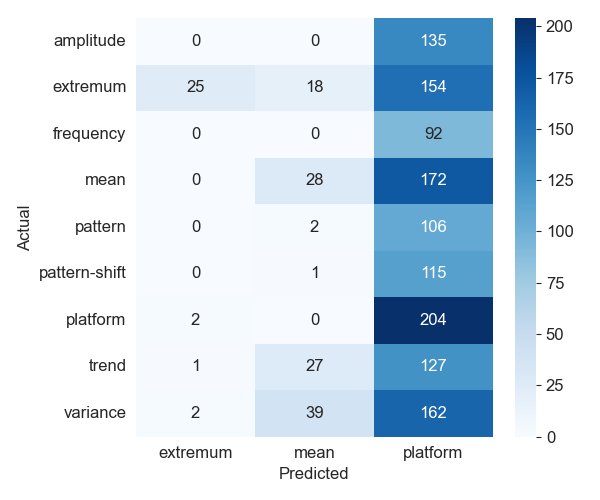 amplitude 0 0 135
extremum 25 18 154
frequency 0 0 92
mean 0 28 172
pattern 0 2 106
pattern-shift 0 1 115
platform 2 0 204
trend 1 27 127
variance 2 39 162
extremum mean platform
Predicted
Actual
200
175
150
125
100
75
50
25
0